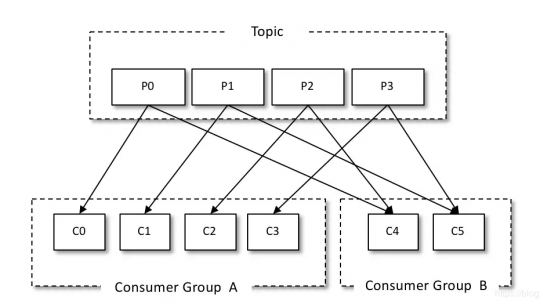 Topic
P0
P1
P2
P3
C0
C1
C2
C3
C4
C5
Consumer Group A
Consumer Group B
https://blog